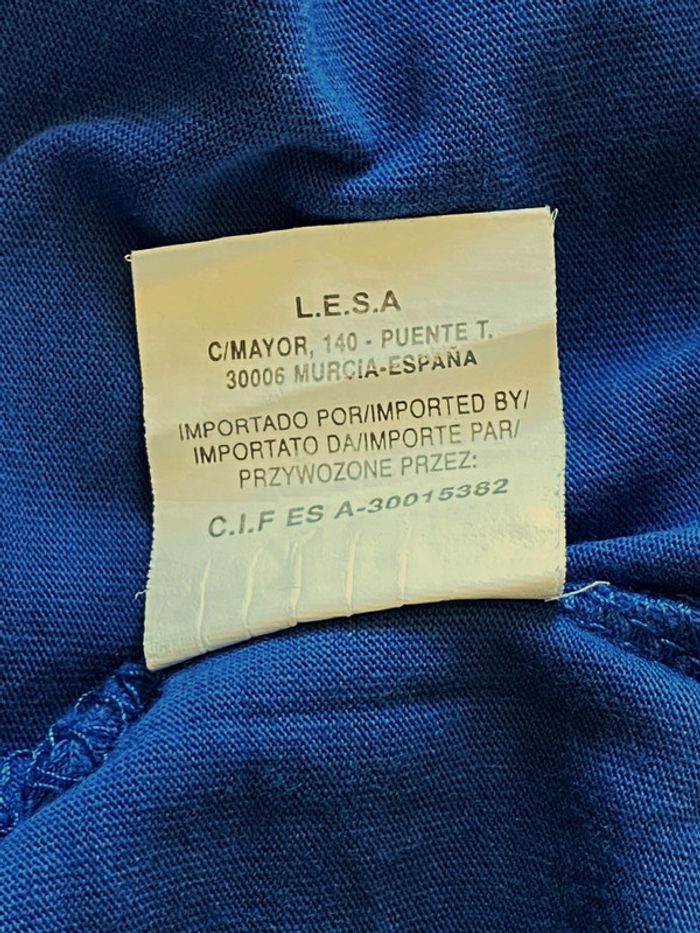 L.E.S.A
C/MAYOR, 140 - PUENTE T.
30006 MURCIA-ESPAÑA
IMPORTADO POR/IMPORTED BY/
IMPORTATO DA/IMPORTE PAR/
PRZYWOZONE PRZEZ:
C.I.F ES A-30015382